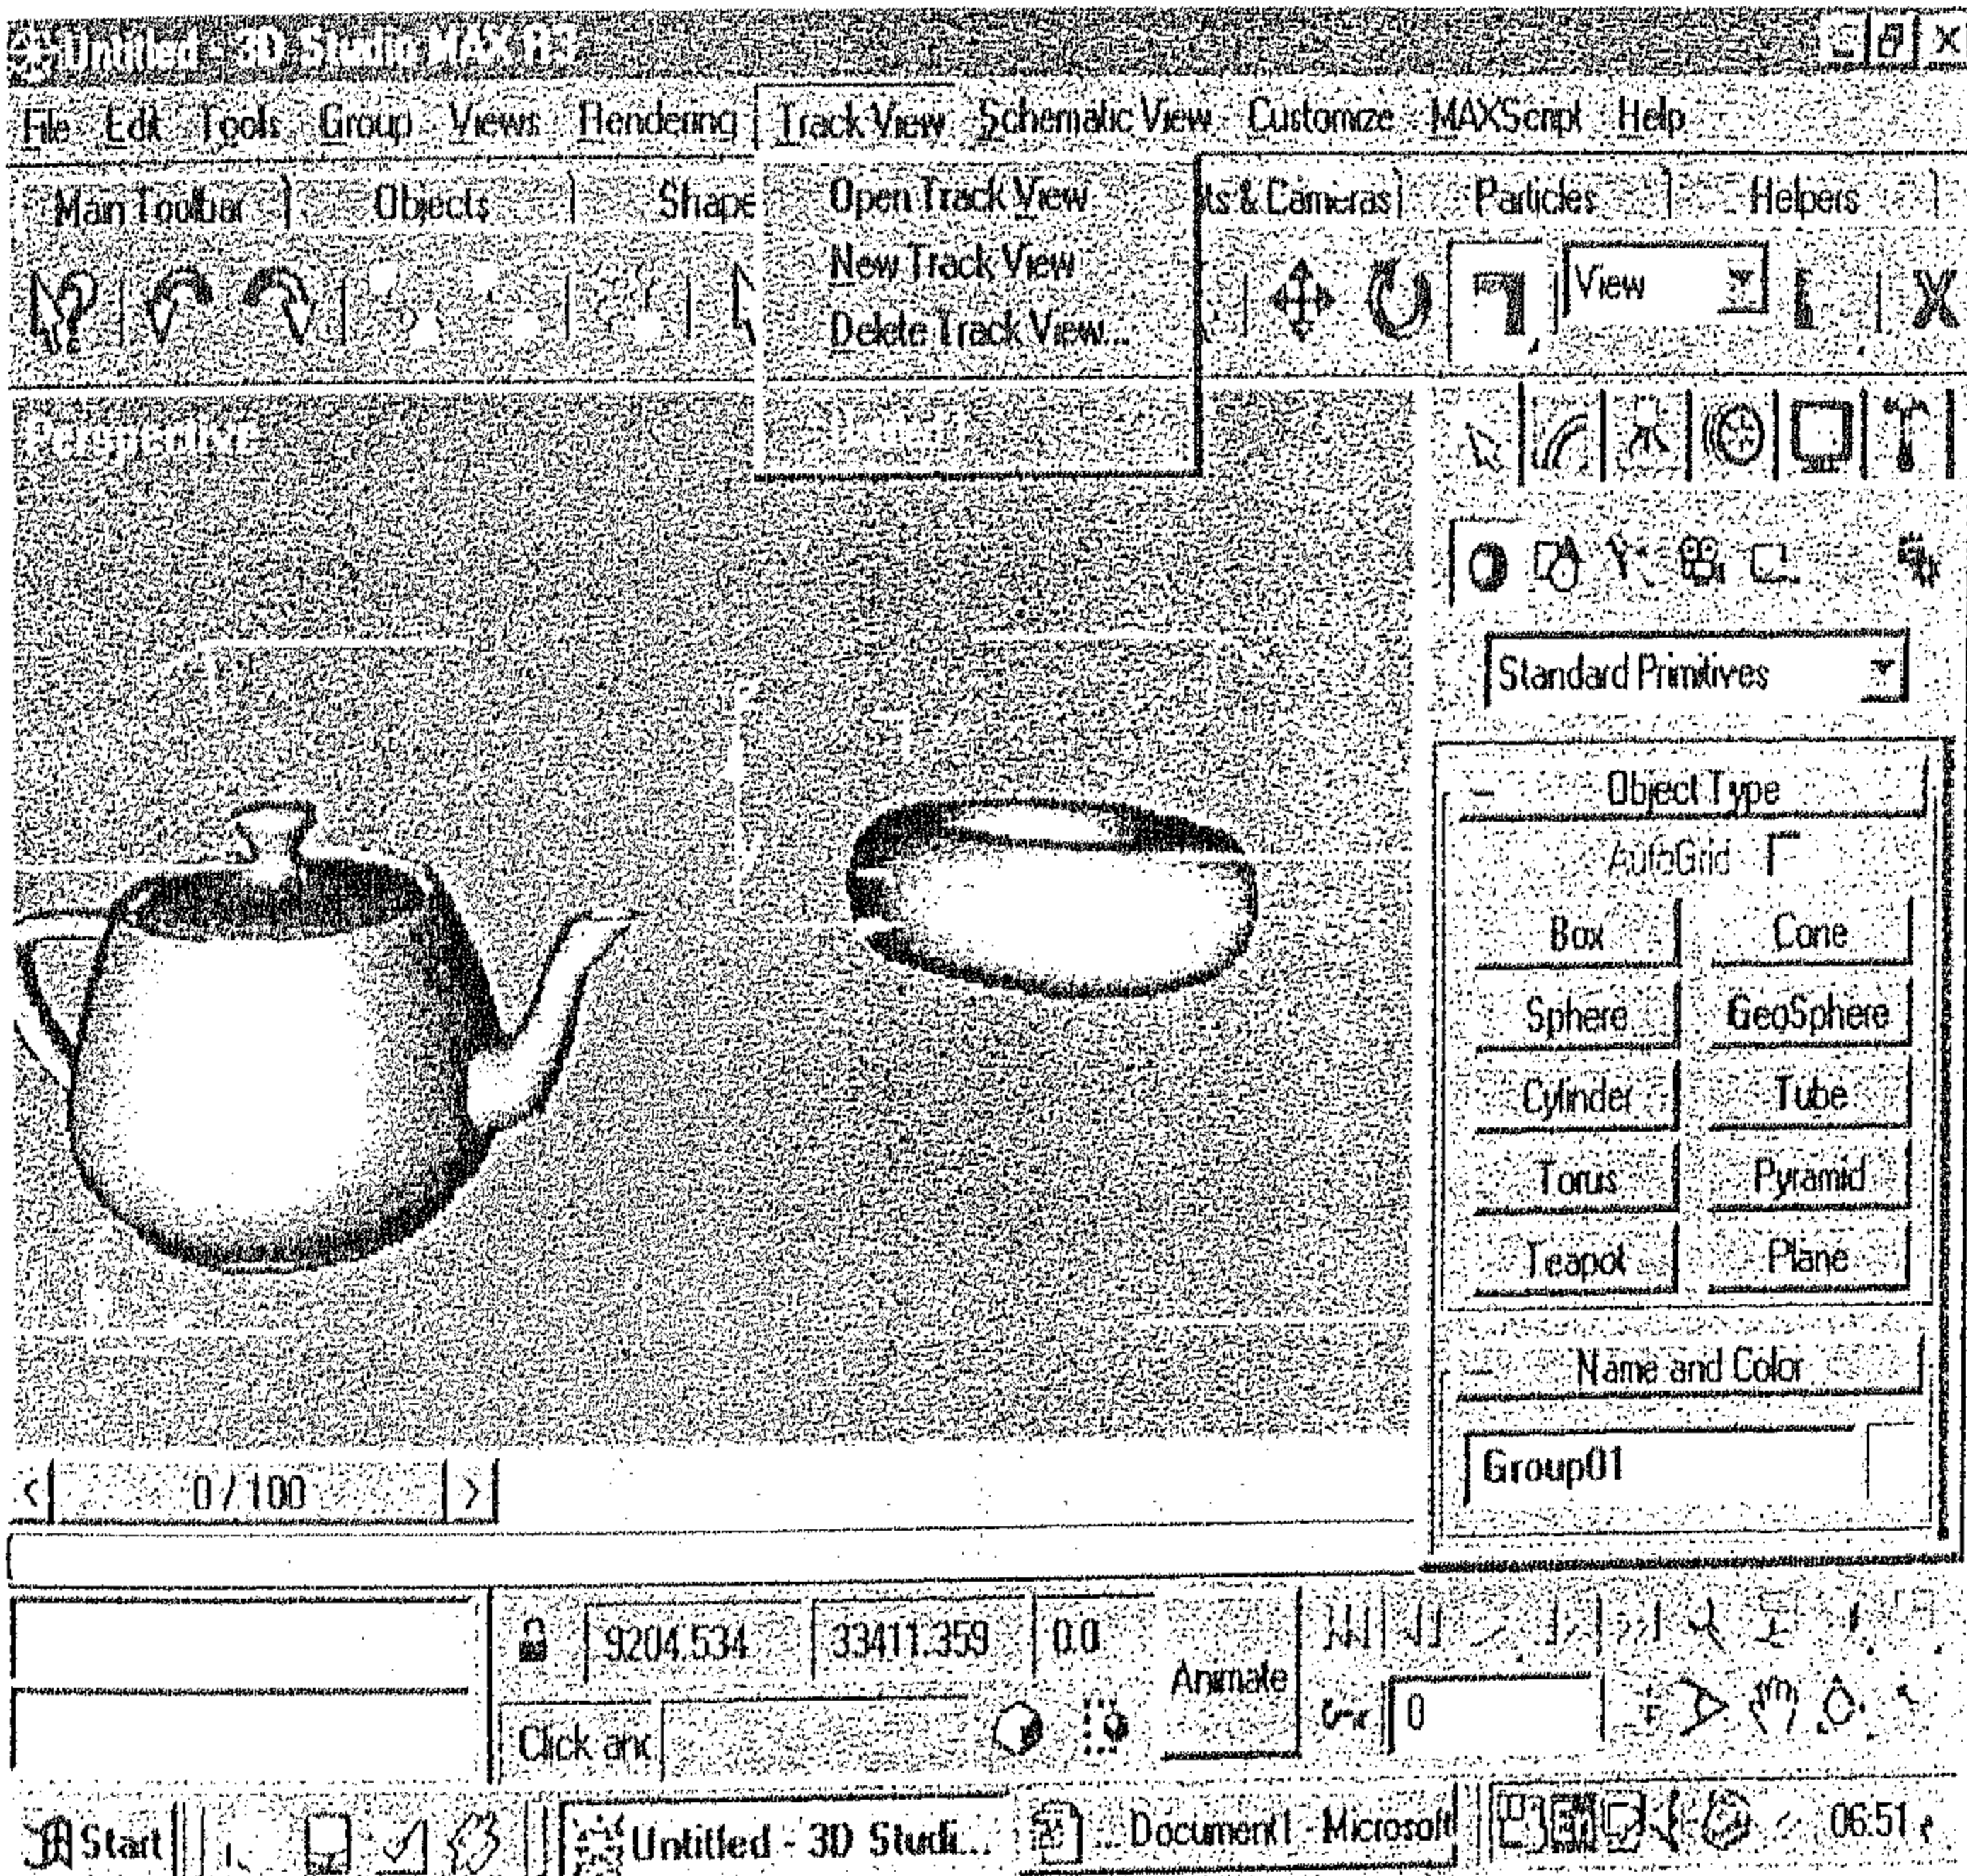 Untitled - 3D Studio MAX R3
File Edit Tools Group Views Rendering Track View Schematic View Customize MAXScript Help
Main Toolbar Objects Shape ts & Cameras Particles Helpers
Open Track View
New Track View
Delete Track View...
View
Perspective
Standard Primitives
Object Type
AutoGrid
Box Cone
Sphere GeoSphere
Cylinder Tube
Torus Pyramid
Teapot Plane
Name and Color
Group01
< 0 / 100 >
9204.534 33411.359 0.0
Animate
0
Click and
Start Untitled - 3D Studi... Document1 - Microsoft 06:51 م